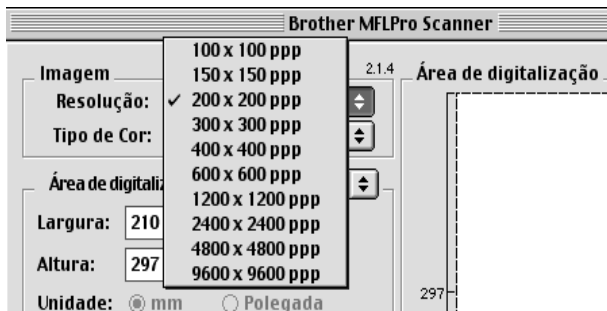 Brother MFLPro Scanner
Imagem
2.1.4
Resolução:
Tipo de Cor:
100 x 100 ppp
150 x 150 ppp
✓ 200 x 200 ppp
300 x 300 ppp
400 x 400 ppp
600 x 600 ppp
1200 x 1200 ppp
2400 x 2400 ppp
4800 x 4800 ppp
9600 x 9600 ppp
Área de digitaliz
Largura: 210
Altura: 297
Unidade: mm Polegada
Área de digitalização
297